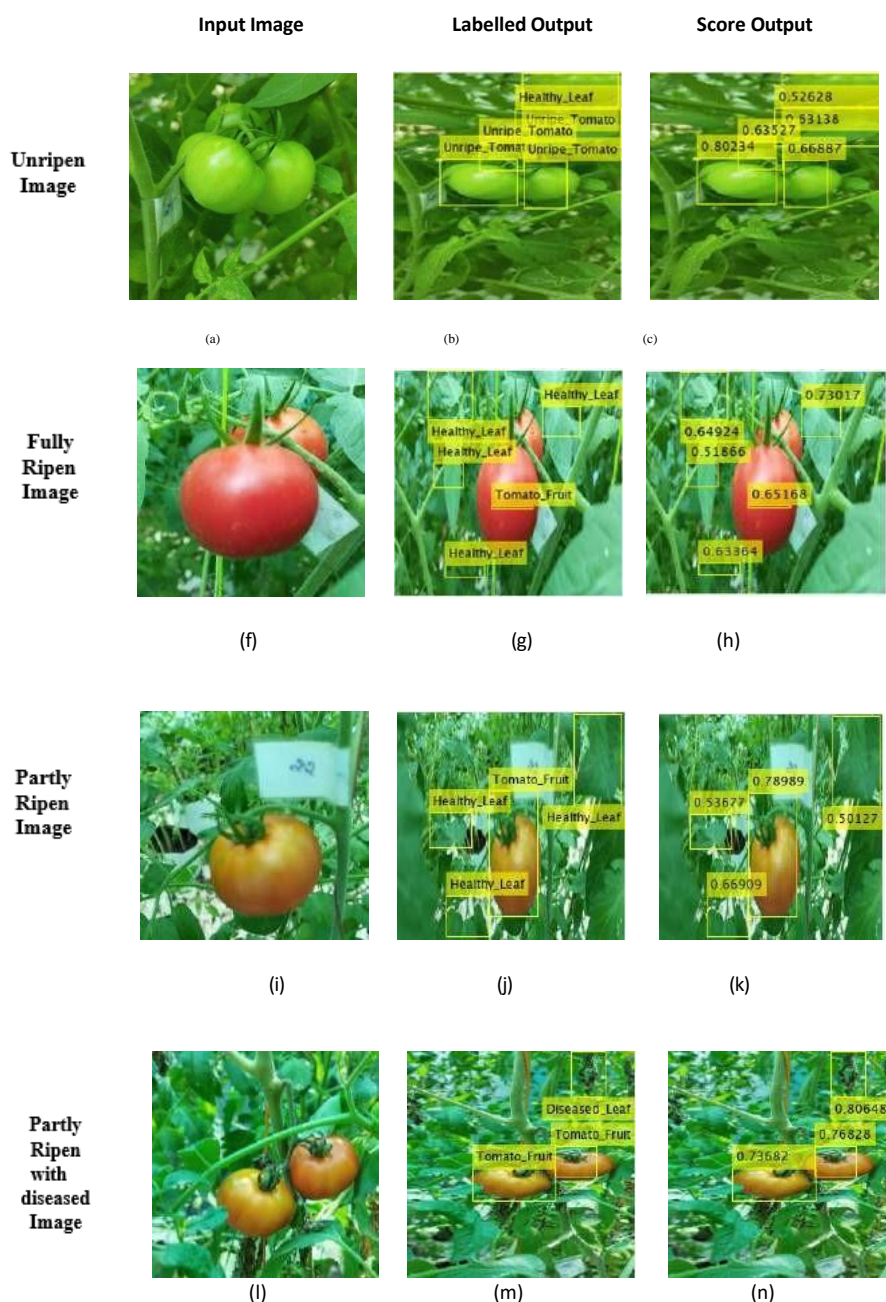 Input Image Labelled Output Score Output
Unripen
Image
Healthy_Leaf
Unripe_Tomato
Unripe_Tomato
Unripe_Tomat Unripe_Tomato
0.52628
0.63138
0.63527
0.80234 0.66887
(a) (b) (c)
Fully
Ripen
Image
Healthy_Leaf
Healthy_Leaf
Healthy_Leaf
Tomato_Fruit
Healthy_Leaf
0.73017
0.64924
0.51866
0.65168
0.63364
(f) (g) (h)
Partly
Ripen
Image
Tomato_Fruit
Healthy_Leaf
Healthy_Leaf
Healthy_Leaf
0.78989
0.53677
0.50127
0.66909
(i) (j) (k)
Partly
Ripen
with
diseased
Image
Diseased_Leaf
Tomato_Fruit
Tomato_Fruit
0.80648
0.76828
0.73682
(l) (m) (n)